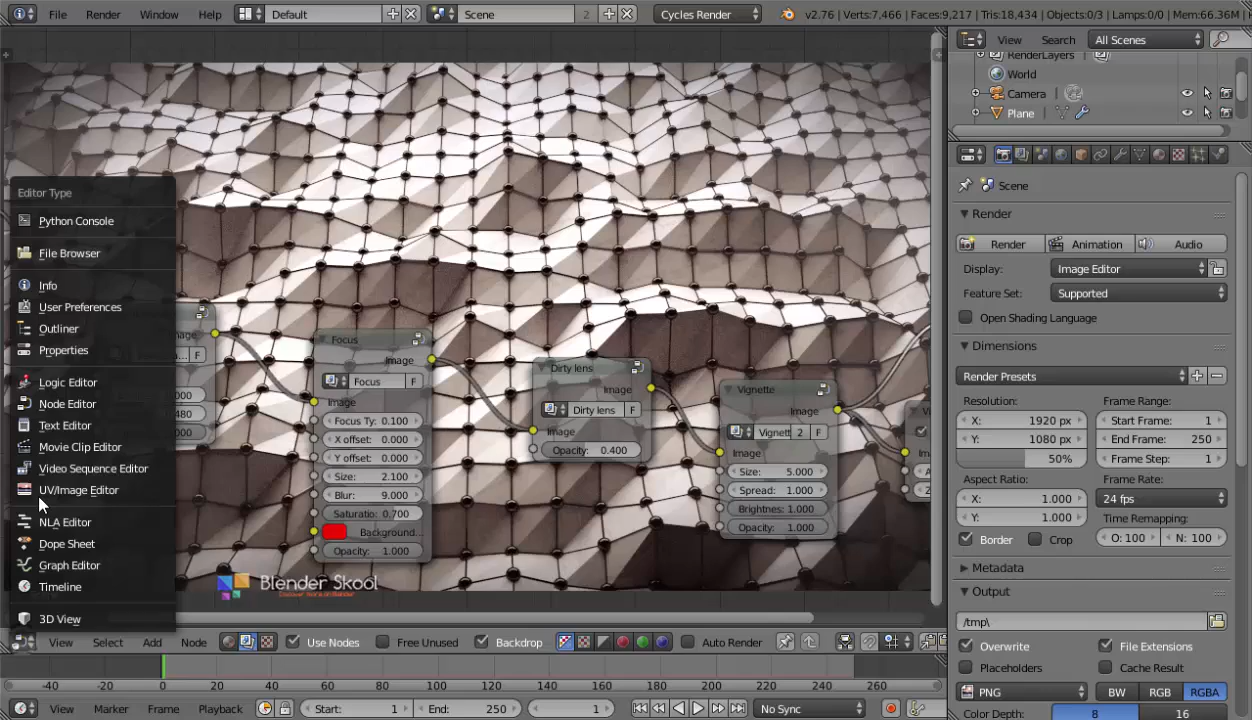 File Render Window Help Default Scene 2 Cycles Render v2.76 | Verts:7,466 | Faces:9,217 | Tris:18,434 | Objects:0/3 | Lamps:0/0 | Mem:66.36M
View Search All Scenes
RenderLayers
World
Camera
Plane
Scene
Render
Render Animation Audio
Display: Image Editor
Feature Set: Supported
Open Shading Language
Dimensions
Render Presets
Resolution: Frame Range:
X: 1920 px Start Frame: 1
Y: 1080 px End Frame: 250
50% Frame Step: 1
Aspect Ratio: Frame Rate:
X: 1.000 24 fps
Y: 1.000 Time Remapping:
Border Crop O: 100 N: 100
Metadata
Output
/tmp\
Overwrite File Extensions
Placeholders Cache Result
PNG BW RGB RGBA
Color Depth: 8 16
Editor Type
Python Console
File Browser
Info
User Preferences
Outliner
Properties
Logic Editor
Node Editor
Text Editor
Movie Clip Editor
Video Sequence Editor
UV/Image Editor
NLA Editor
Dope Sheet
Graph Editor
Timeline
3D View
F
Focus
Image
Focus F
Image
Focus Ty: 0.100
X offset: 0.000
Y offset: 0.000
Size: 2.100
Blur: 9.000
Saturatio: 0.700
Background...
Opacity: 1.000
Dirty lens
Image
Dirty lens F
Image
Opacity: 0.400
Vignette
Image
Vignett 2 F
Image
Size: 5.000
Spread: 1.000
Brightnes: 1.000
Opacity: 1.000
Blender Skool
View Select Add Node Use Nodes Free Unused Backdrop Auto Render
-40 -20 0 20 40 60 80 100 120 140 160 180 200 220 240 260
View Marker Frame Playback Start: 1 End: 250 1 No Sync